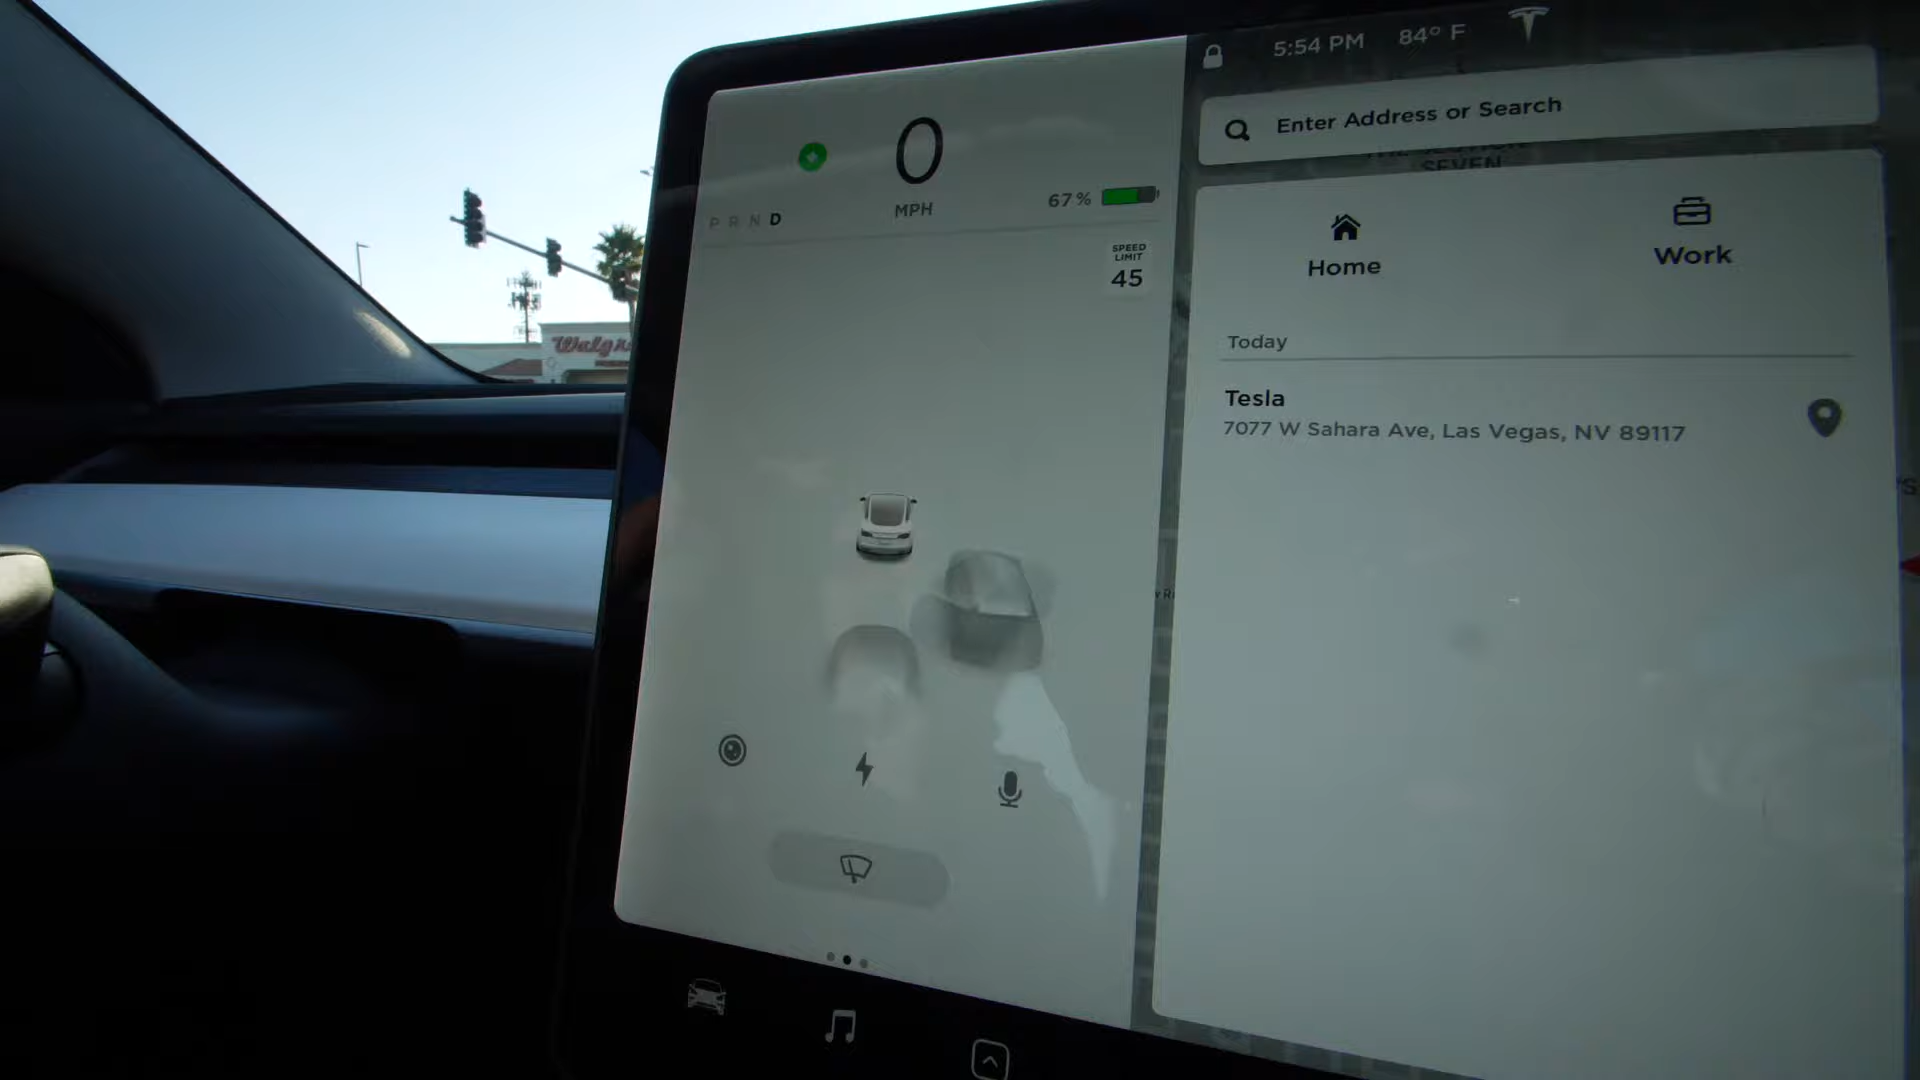 5:54 PM 84° F
Enter Address or Search
SEVEN
0
MPH
P R N D
67 %
SPEED
LIMIT
45
Home
Work
Today
Tesla
7077 W Sahara Ave, Las Vegas, NV 89117